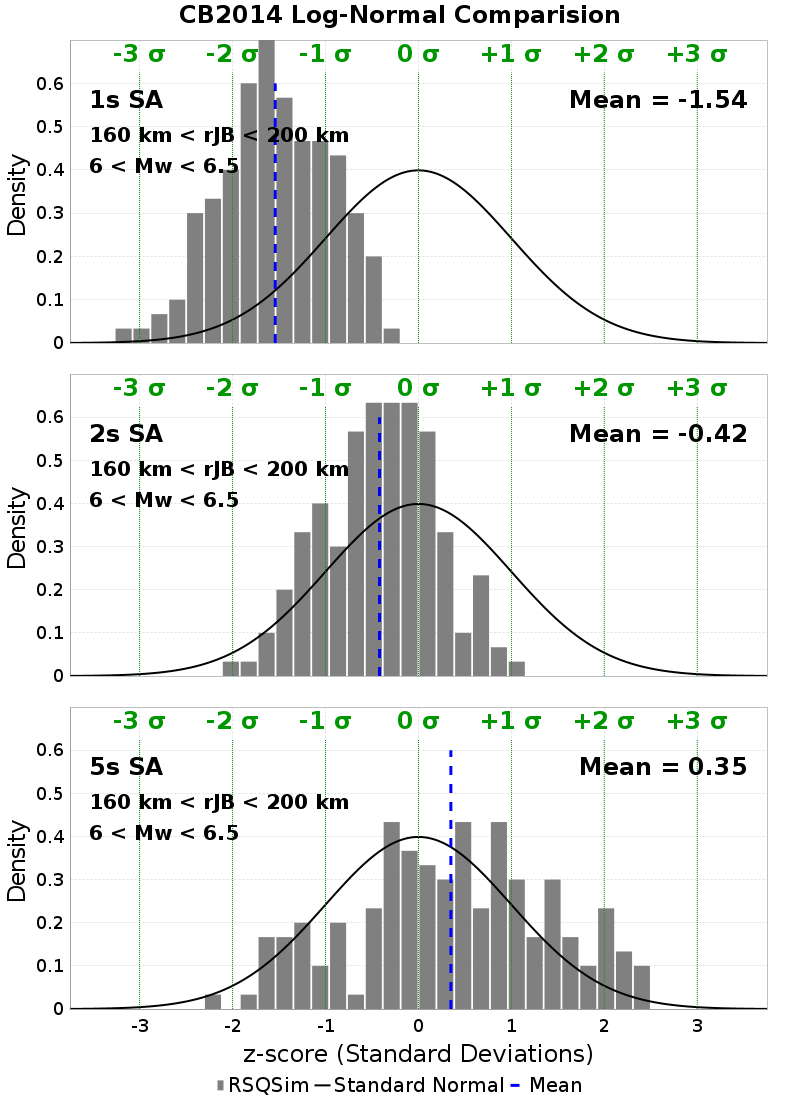 CB2014 Log-Normal Comparision
-3 σ -2 σ -1 σ 0 σ +1 σ +2 σ +3 σ
0.6
1s SA Mean = -1.54
0.5
160 km < rJB < 200 km
6 < Mw < 6.5
0.4
0.3
0.2
0.1
0
Density
-3 σ -2 σ -1 σ 0 σ +1 σ +2 σ +3 σ
0.6
2s SA Mean = -0.42
0.5
160 km < rJB < 200 km
6 < Mw < 6.5
0.4
0.3
0.2
0.1
0
Density
-3 σ -2 σ -1 σ 0 σ +1 σ +2 σ +3 σ
0.6
5s SA Mean = 0.35
0.5
160 km < rJB < 200 km
6 < Mw < 6.5
0.4
0.3
0.2
0.1
0
Density
-3 -2 -1 0 1 2 3
z-score (Standard Deviations)
RSQSim Standard Normal Mean